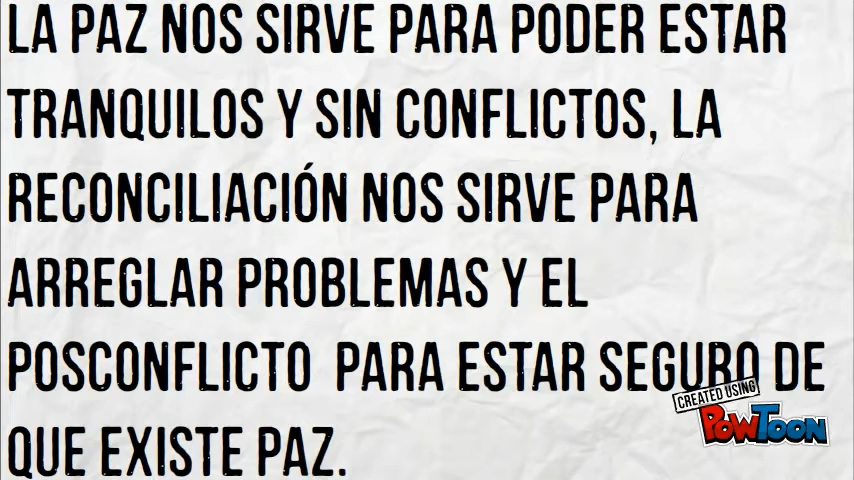 LA PAZ NOS SIRVE PARA PODER ESTAR
TRANQUILOS Y SIN CONFLICTOS, LA
RECONCILIACIÓN NOS SIRVE PARA
ARREGLAR PROBLEMAS Y EL
POSCONFLICTO PARA ESTAR SEGURO DE
QUE EXISTE PAZ.
CREATED USING
POWTOON